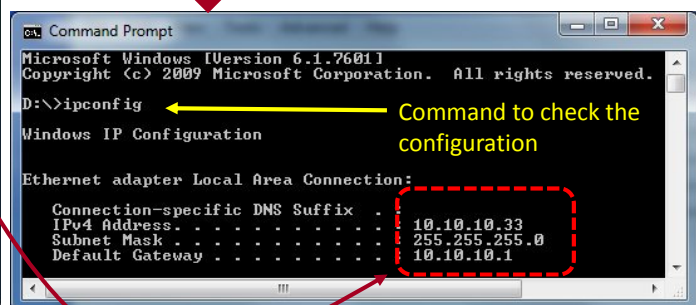 Command Prompt
Microsoft Windows [Version 6.1.7601]
Copyright (c) 2009 Microsoft Corporation.  All rights reserved.
D:\>ipconfig
Command to check the
configuration
Windows IP Configuration
Ethernet adapter Local Area Connection:
Connection-specific DNS Suffix  . :
IPv4 Address. . . . . . . . . . . : 10.10.10.33
Subnet Mask . . . . . . . . . . . : 255.255.255.0
Default Gateway . . . . . . . . . : 10.10.10.1